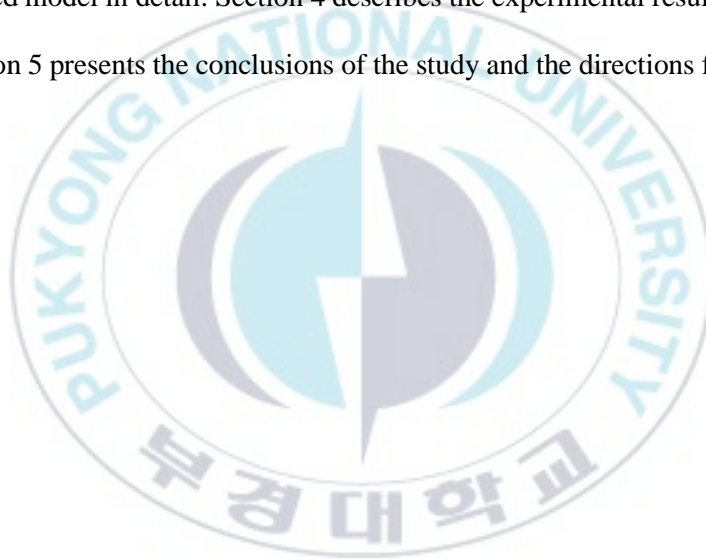 ed model in detail. Section 4 describes the experimental resul
on 5 presents the conclusions of the study and the directions f
PUKYONG NATIONAL UNIVERSITY
부경대학교